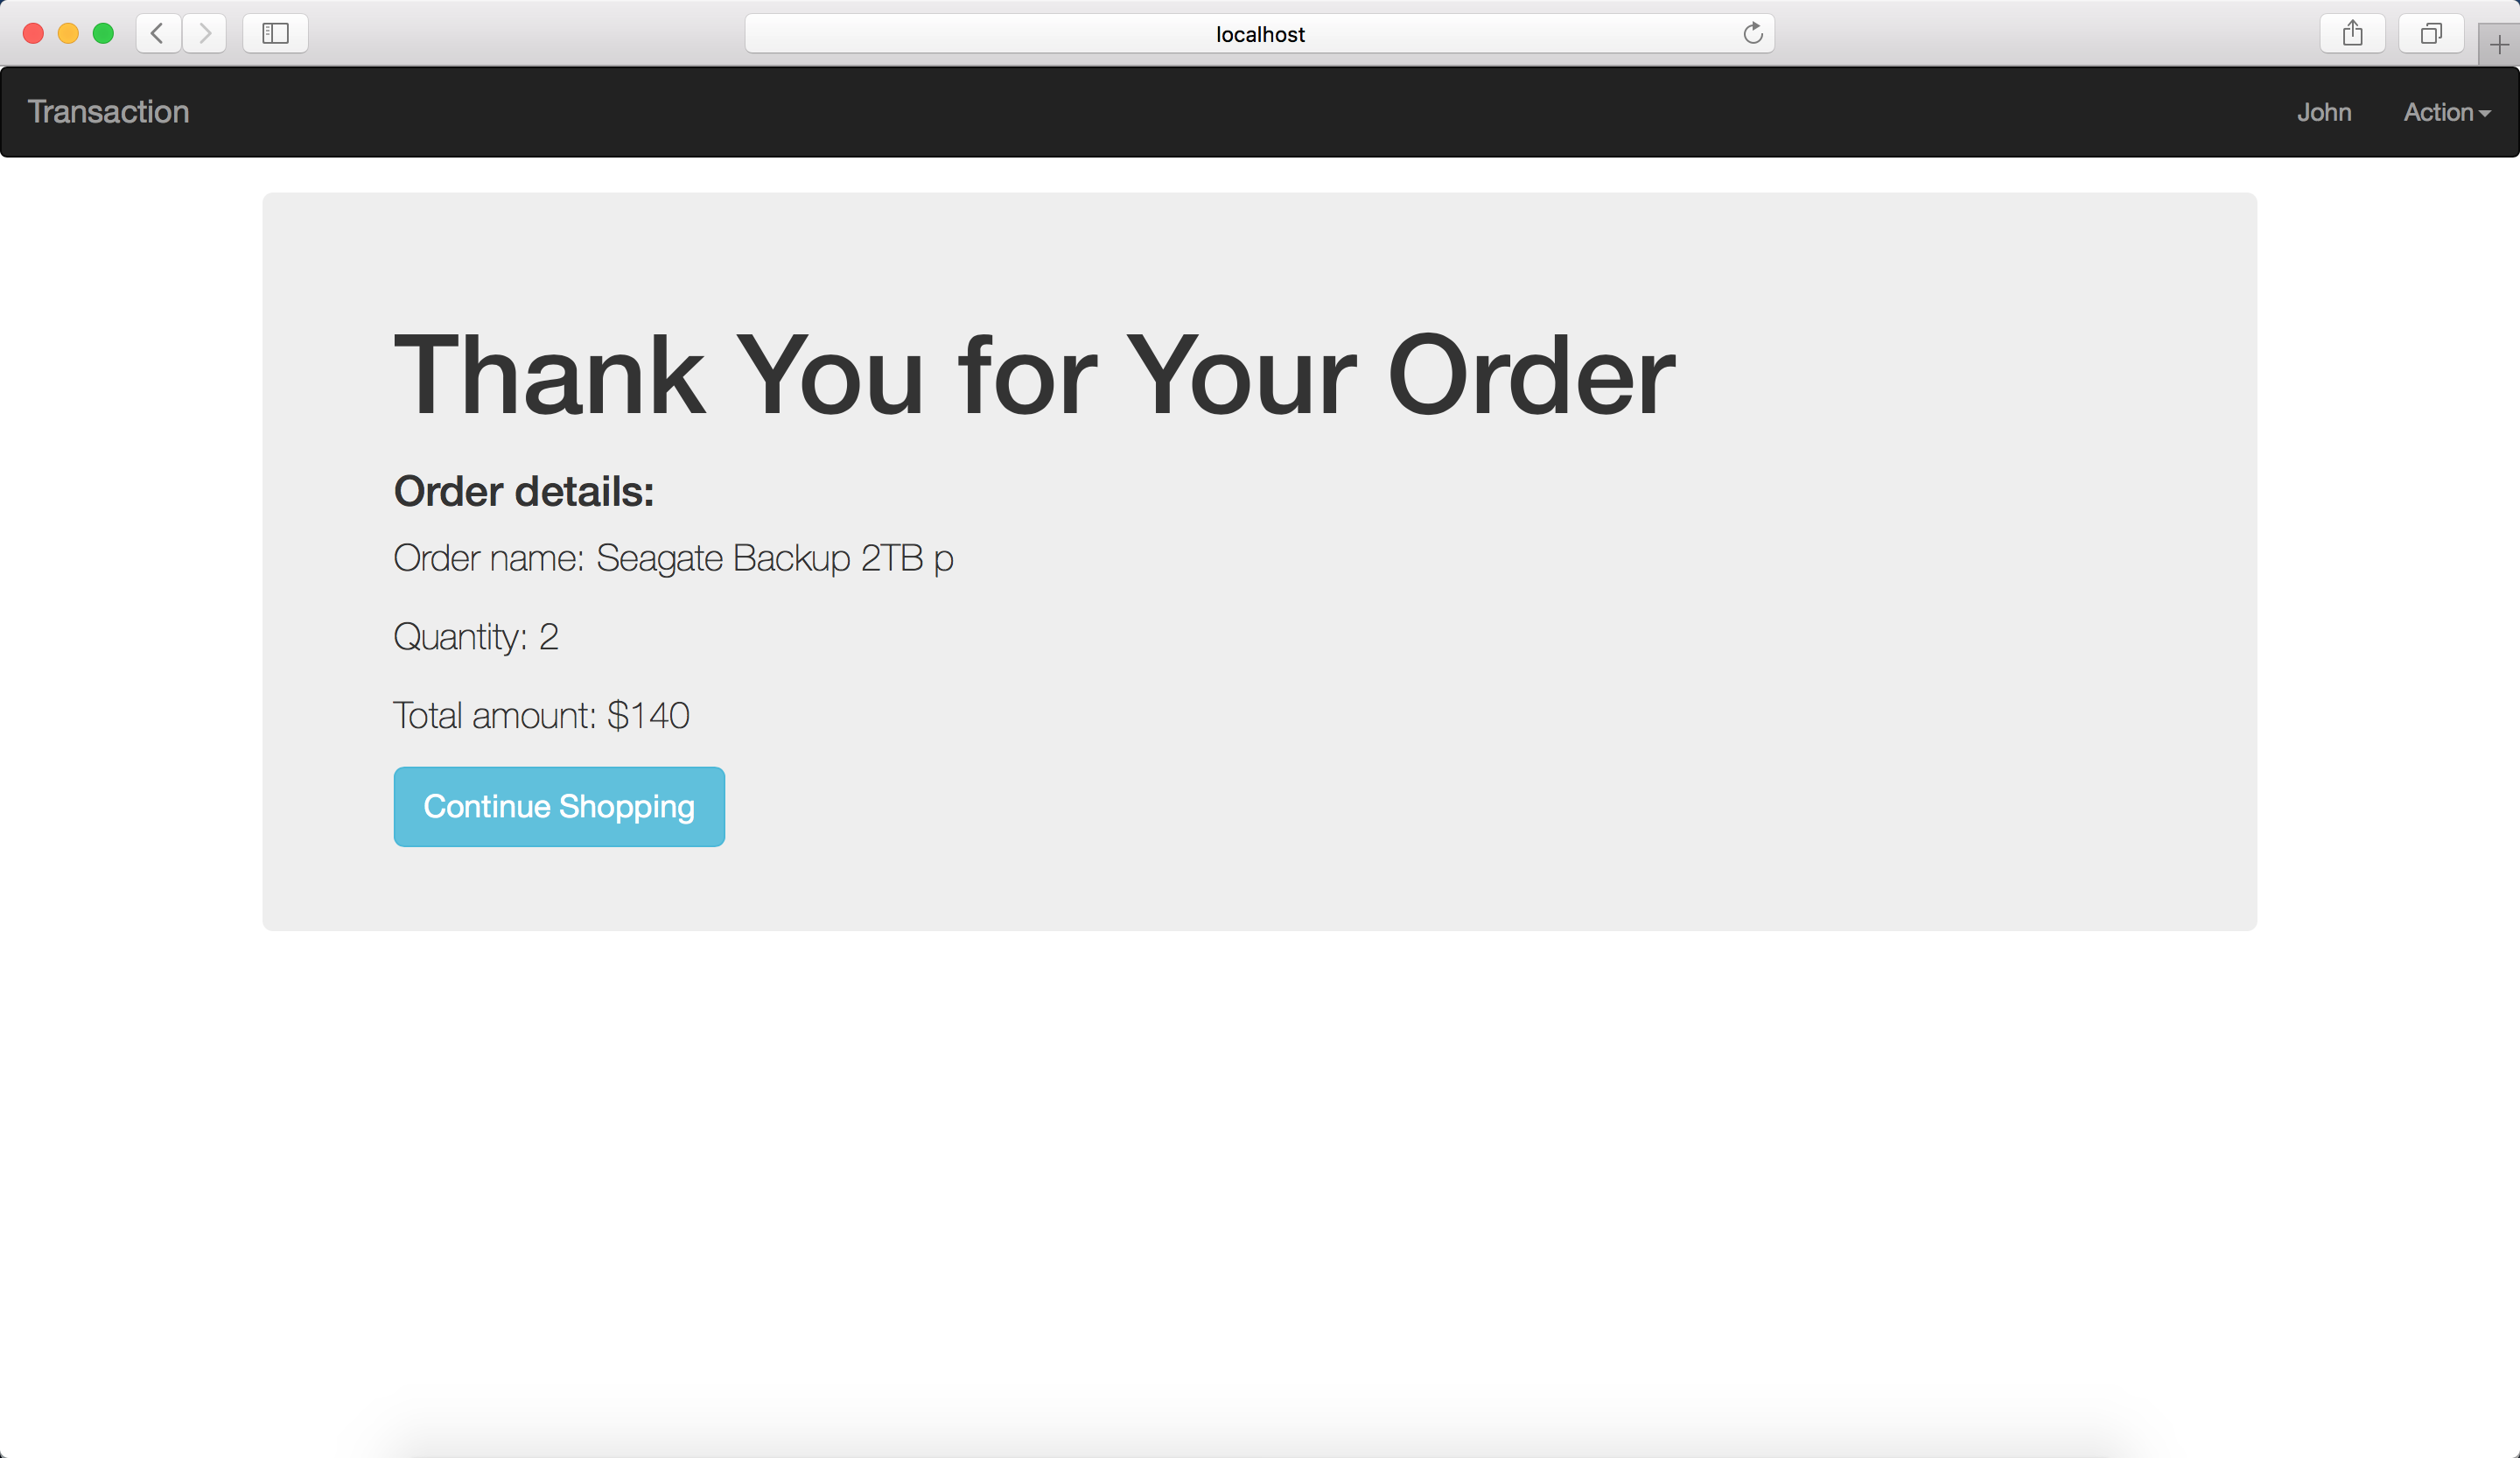 localhost
Transaction
John
Action
Thank You for Your Order
Order details:
Order name: Seagate Backup 2TB p
Quantity: 2
Total amount: $140
Continue Shopping